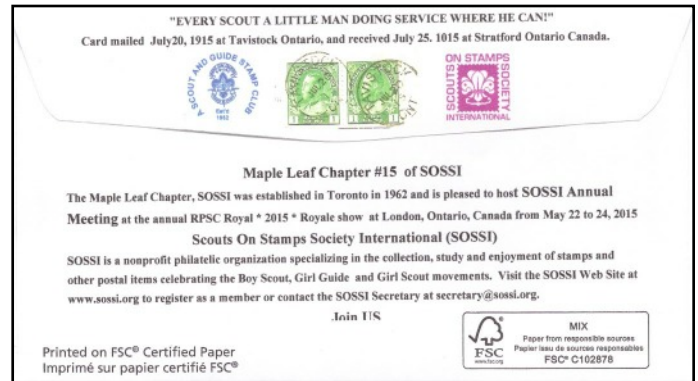 "EVERY SCOUT A LITTLE MAN DOING SERVICE WHERE HE CAN!"
Card mailed July20, 1915 at Tavistock Ontario, and received July 25. 1015 at Stratford Ontario Canada.
A SCOUT AND GUIDE STAMP CLUB
TAVISTOCK
ONT
SCOUTS ON STAMPS SOCIETY INTERNATIONAL
Maple Leaf Chapter #15 of SOSSI
The Maple Leaf Chapter, SOSSI was established in Toronto in 1962 and is pleased to host SOSSI Annual
Meeting at the annual RPSC Royal * 2015 * Royale show at London, Ontario, Canada from May 22 to 24, 2015
Scouts On Stamps Society International (SOSSI)
SOSSI is a nonprofit philatelic organization specializing in the collection, study and enjoyment of stamps and
other postal items celebrating the Boy Scout, Girl Guide and Girl Scout movements. Visit the SOSSI Web Site at
www.sossi.org to register as a member or contact the SOSSI Secretary at secretary@sossi.org.
Join US
Printed on FSC® Certified Paper
Imprimé sur papier certifié FSC®
FSC
www.fsc.org
MIX
Paper from responsible sources
Papier issu de sources responsables
FSC® C102878